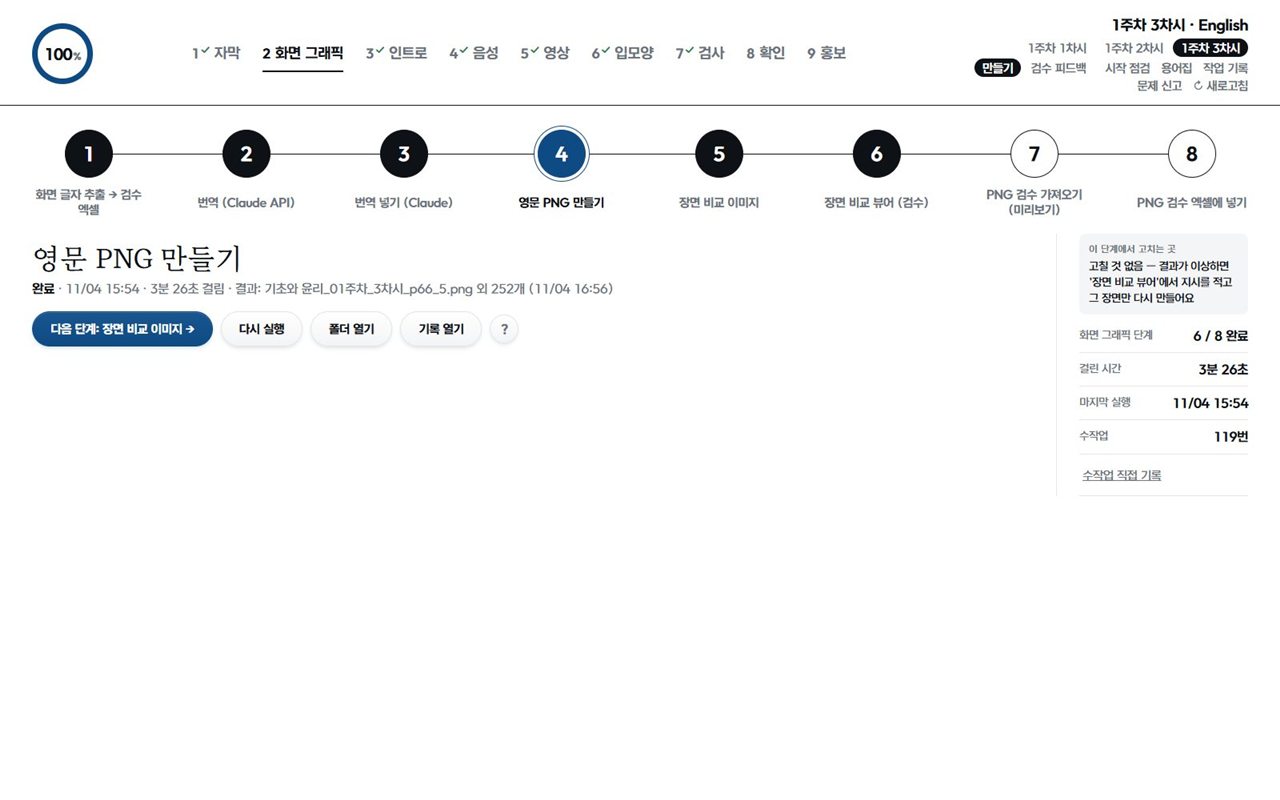 100%
1✓ 자막 2 화면 그래픽 3✓ 인트로 4✓ 음성 5✓ 영상 6✓ 입모양 7✓ 검사 8 확인 9 홍보
1주차 3차시 · English
1주차 1차시 1주차 2차시 1주차 3차시
만들기 검수 피드백 시작 점검 용어집 작업 기록
문제 신고 ↻ 새로고침
1 2 3 4 5 6 7 8
화면 글자 추출 → 검수 엑셀
번역 (Claude API)
번역 넣기 (Claude)
영문 PNG 만들기
장면 비교 이미지
장면 비교 뷰어 (검수)
PNG 검수 가져오기 (미리보기)
PNG 검수 엑셀에 넣기
영문 PNG 만들기
완료 · 11/04 15:54 · 3분 26초 걸림 · 결과: 기초와 윤리_01주차_3차시_p66_5.png 외 252개 (11/04 16:56)
다음 단계: 장면 비교 이미지 → 다시 실행 폴더 열기 기록 열기 ?
이 단계에서 고치는 곳
고칠 것 없음 — 결과가 이상하면
'장면 비교 뷰어'에서 지시를 적고
그 장면만 다시 만들어요
화면 그래픽 단계 6 / 8 완료
걸린 시간 3분 26초
마지막 실행 11/04 15:54
수작업 119번
수작업 직접 기록